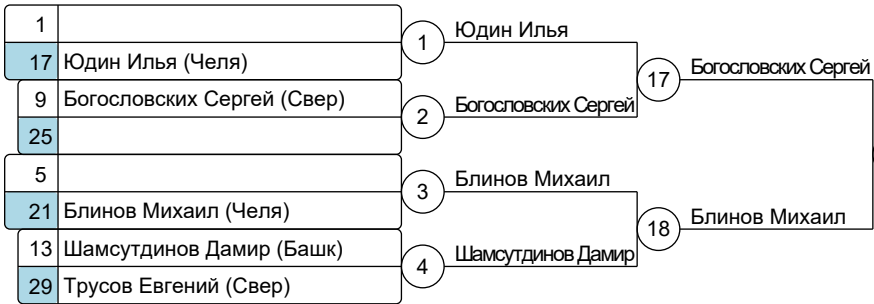 1
17 Юдин Илья (Челя)
9 Богословских Сергей (Свер)
25
5
21 Блинов Михаил (Челя)
13 Шамсутдинов Дамир (Башк)
29 Трусов Евгений (Свер)
1 Юдин Илья
2 Богословских Сергей
3 Блинов Михаил
4 Шамсутдинов Дамир
17 Богословских Сергей
18 Блинов Михаил